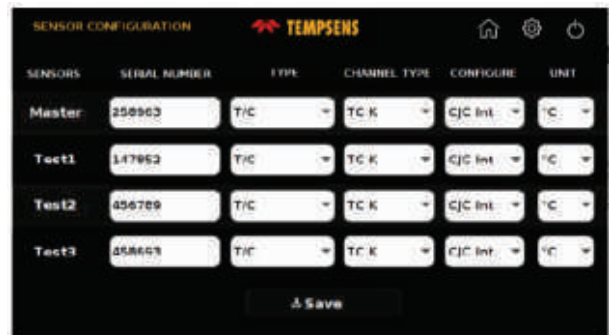 SENSOR CONFIGURATION TEMPSENS
SENSORS SERIAL NUMBER TYPE CHANNEL TYPE CONFIGURE UNIT
Master 258963 T/C TC K CJC Int °C
Test1 147852 T/C TC K CJC Int °C
Test2 456789 T/C TC K CJC Int °C
Test3 T/C TC K CJC Int °C
Save